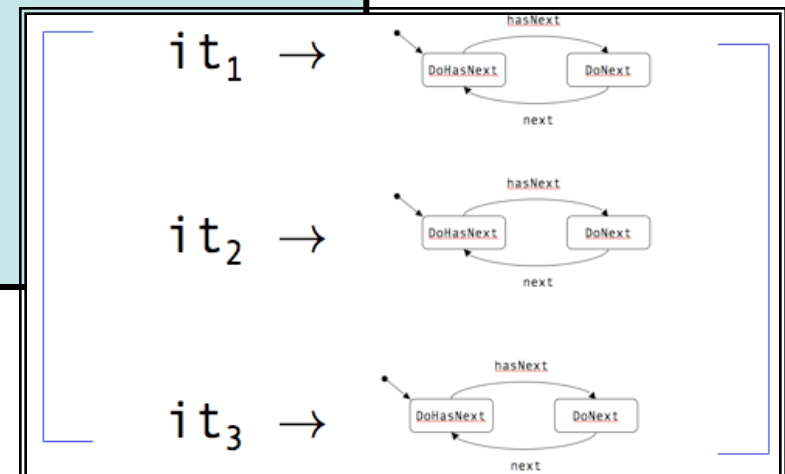 hasNext
it₁ →
DoHasNext DoNext
next
hasNext
it₂ →
DoHasNext DoNext
next
hasNext
it₃ →
DoHasNext DoNext
next